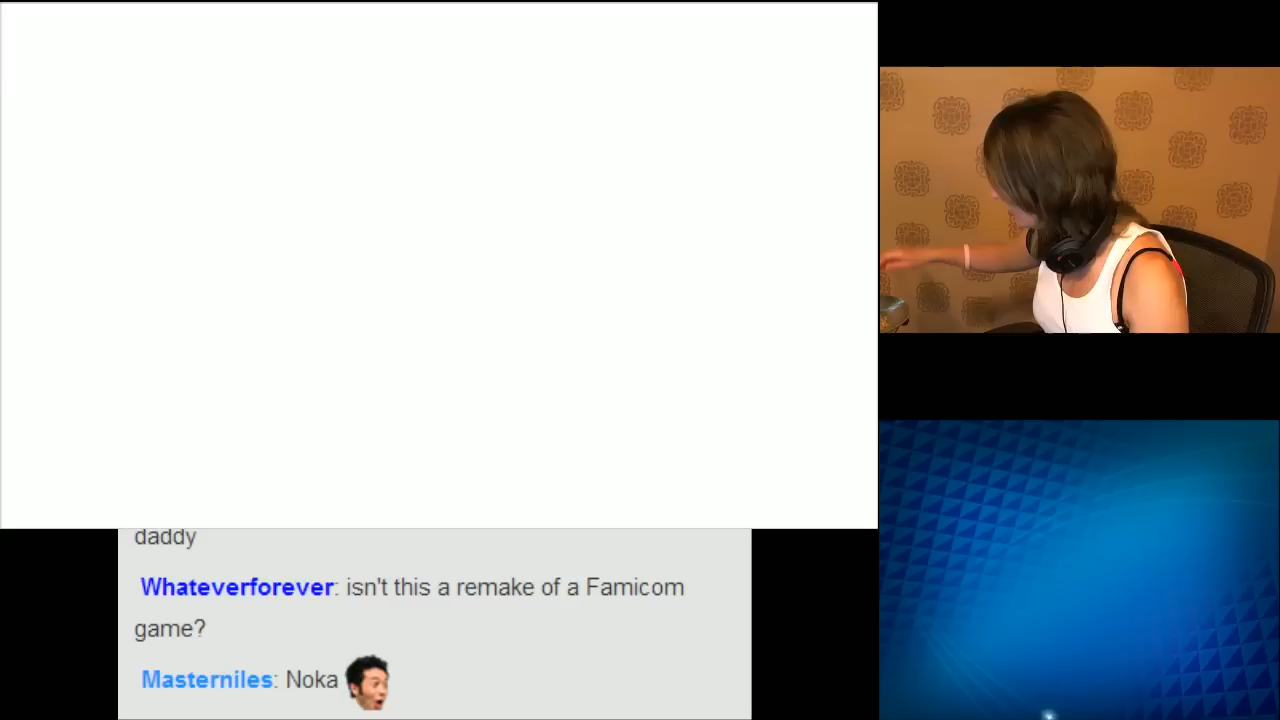 daddy
Whateverforever: isn't this a remake of a Famicom
game?
Masterniles: Noka